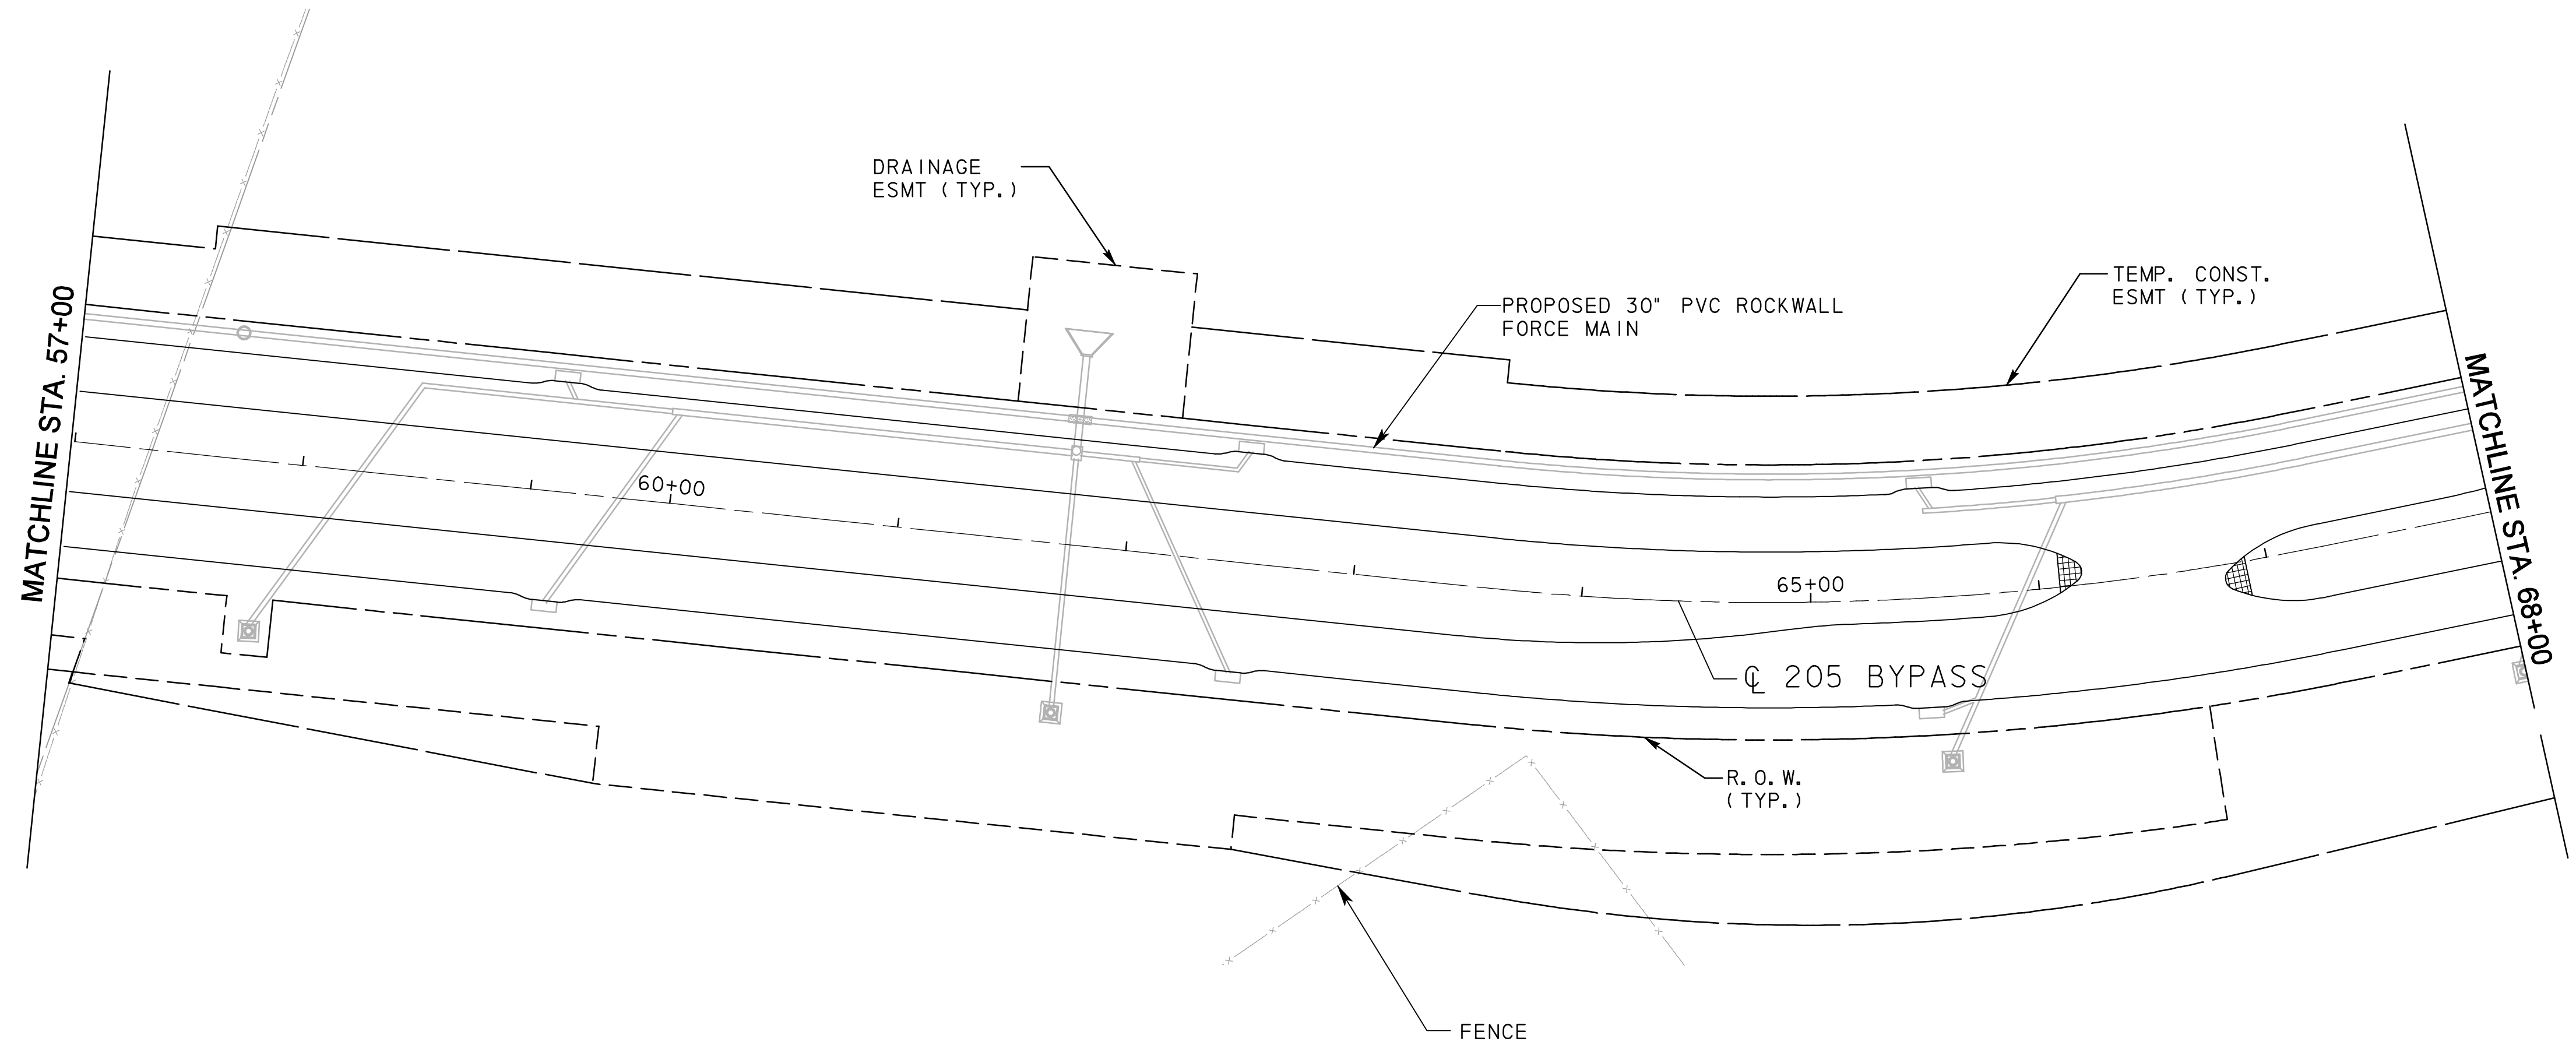 DRAINAGE
ESMT (TYP.)
PROPOSED 30" PVC ROCKWALL
FORCE MAIN
TEMP. CONST.
ESMT (TYP.)
MATCHLINE STA. 57+00
MATCHLINE STA. 68+00
60+00
65+00
℄ 205 BYPASS
R.O.W.
(TYP.)
FENCE